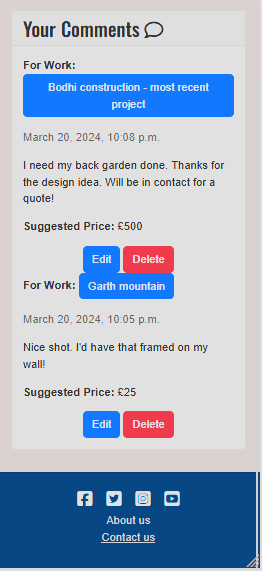 Your Comments
For Work:
Bodhi construction - most recent
project
March 20, 2024, 10:08 p.m.
I need my back garden done. Thanks for
the design idea. Will be in contact for a
quote!
Suggested Price: £500
Edit Delete
For Work: Garth mountain
March 20, 2024, 10:05 p.m.
Nice shot. I'd have that framed on my
wall!
Suggested Price: £25
Edit Delete
About us
Contact us